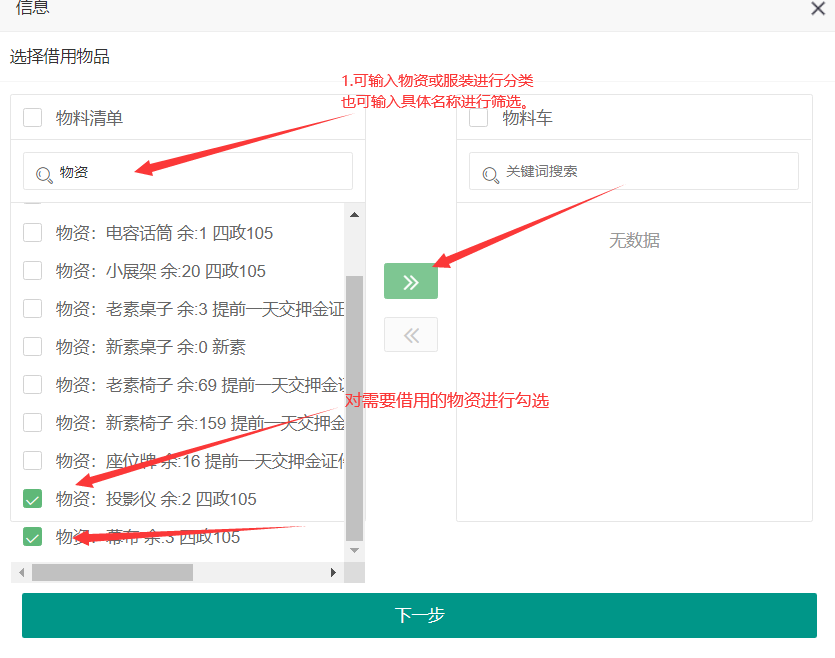 信息
选择借用物品
1.可输入物资或服装进行分类
也可输入具体名称进行筛选。
物料清单
物料车
物资
关键词搜索
无数据
物资：电容话筒 余:1 四政105
物资：小展架 余:20 四政105
物资：老素桌子 余:3 提前一天交押金证
物资：新素桌子 余:0 新素
物资：老素椅子 余:69 提前一天交押金
对需要借用的物资进行勾选
物资：新素椅子 余:159 提前一天交押金
物资：座位牌 余:16 提前一天交押金证
物资：投影仪 余:2 四政105
物资：幕布 余:3 四政105
下一步